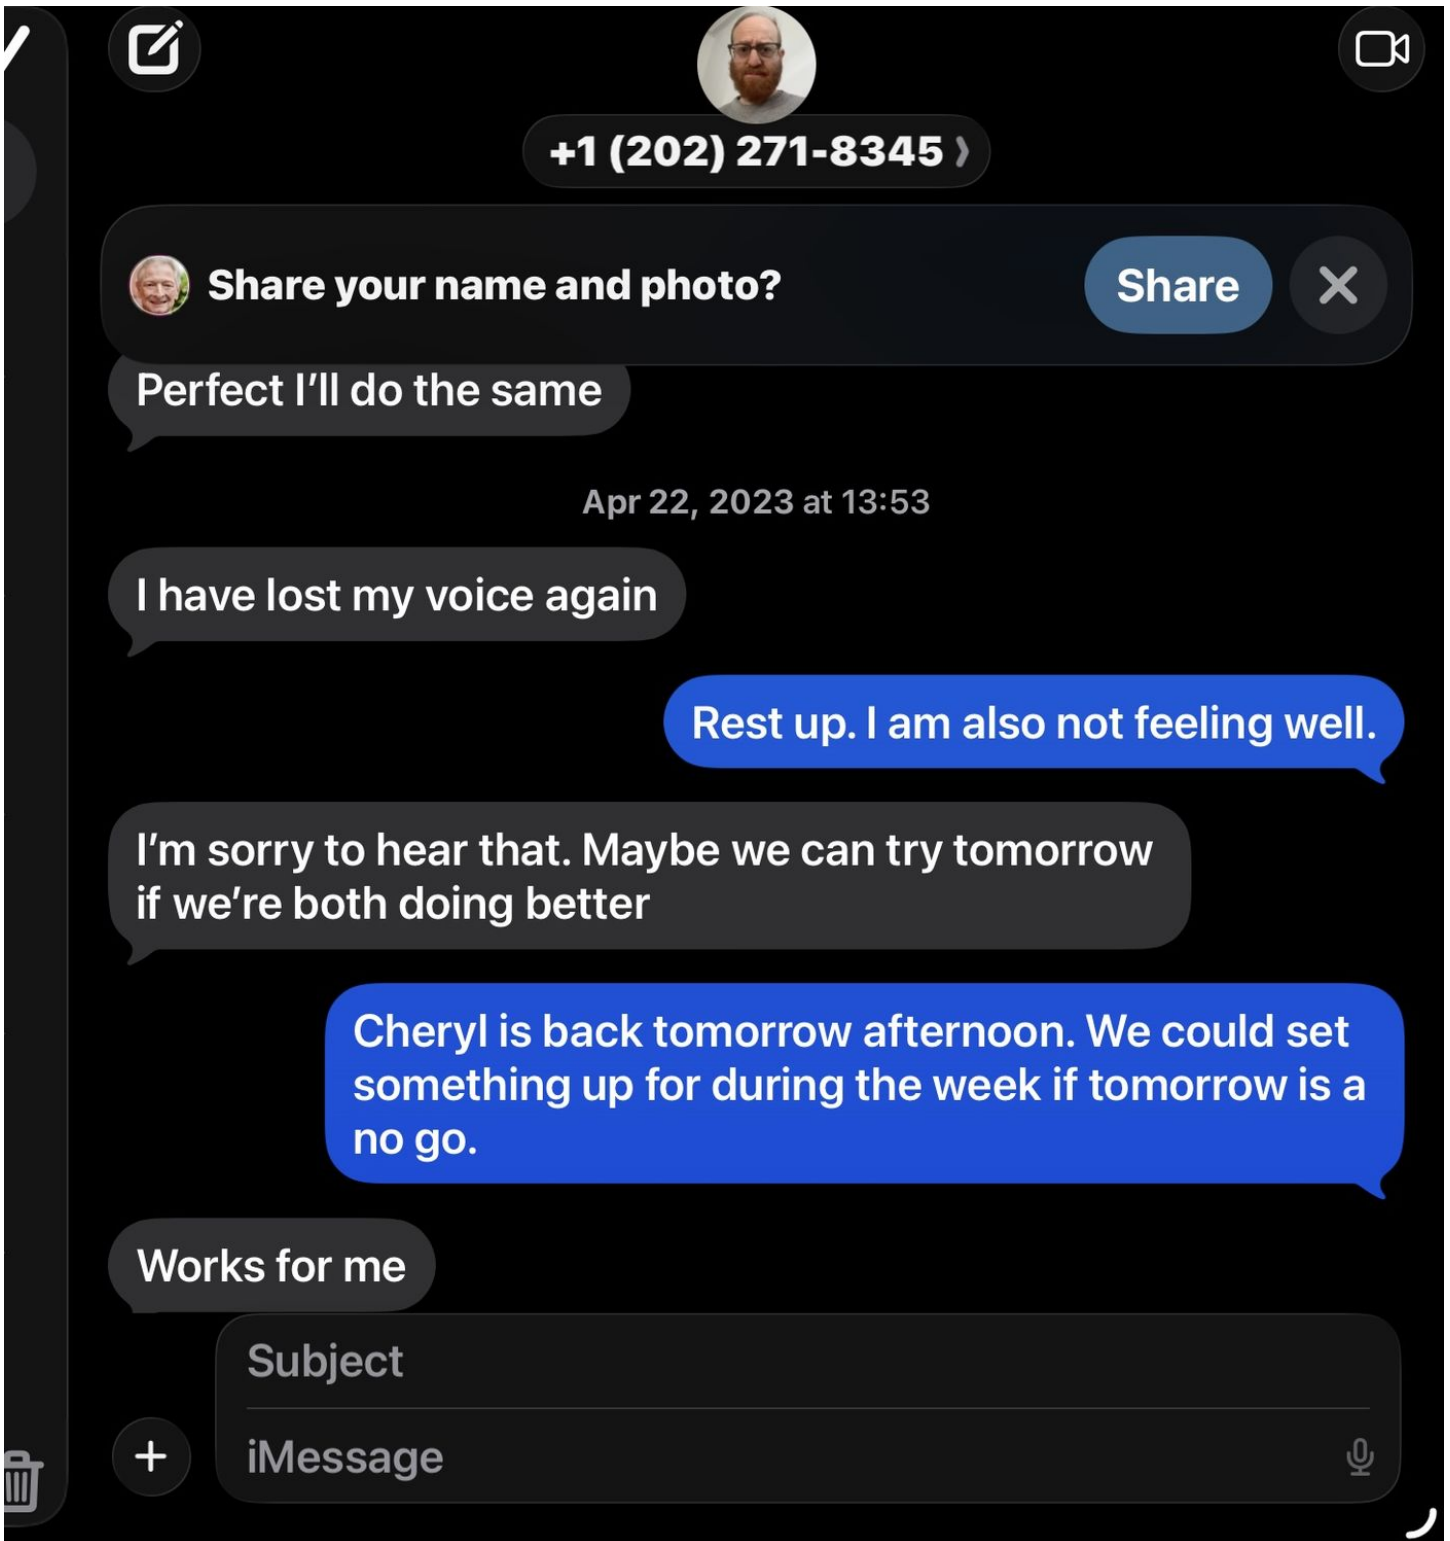 +1 (202) 271-8345
Share your name and photo?
Share
Perfect I’ll do the same
Apr 22, 2023 at 13:53
I have lost my voice again
Rest up. I am also not feeling well.
I’m sorry to hear that. Maybe we can try tomorrow
if we’re both doing better
Cheryl is back tomorrow afternoon. We could set
something up for during the week if tomorrow is a
no go.
Works for me
Subject
iMessage